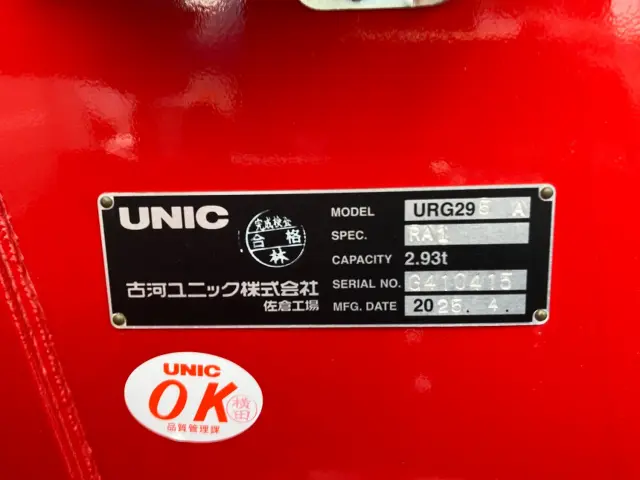 UNIC
完成検査
合格
林
古河ユニック株式会社
佐倉工場
MODEL URG295 A
SPEC. RA1
CAPACITY 2.93t
SERIAL NO. G410415
MFG. DATE 2025. 4.
UNIC
OK
横田
品質管理課